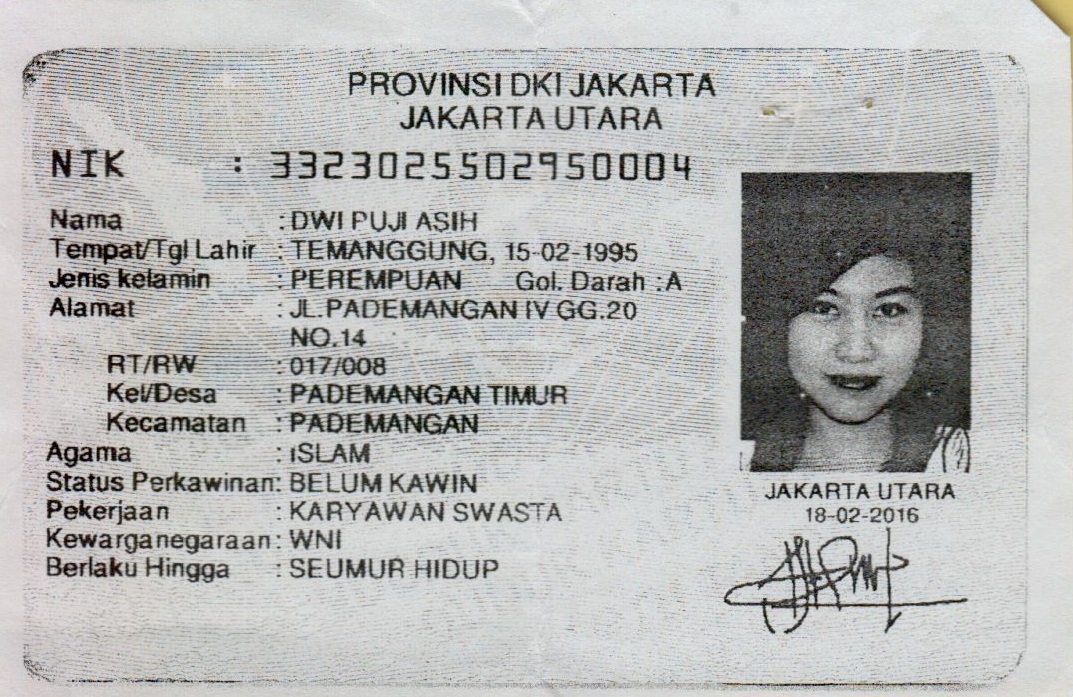 PROVINSI DKI JAKARTA
JAKARTA UTARA
NIK : 3323025502950004
Nama : DWI PUJI ASIH
Tempat/Tgl Lahir : TEMANGGUNG, 15-02-1995
Jenis kelamin : PEREMPUAN Gol. Darah : A
Alamat : JL.PADEMANGAN IV GG.20
NO.14
RT/RW : 017/008
Kel/Desa : PADEMANGAN TIMUR
Kecamatan : PADEMANGAN
Agama : ISLAM
Status Perkawinan: BELUM KAWIN
Pekerjaan : KARYAWAN SWASTA
Kewarganegaraan: WNI
Berlaku Hingga : SEUMUR HIDUP
JAKARTA UTARA
18-02-2016